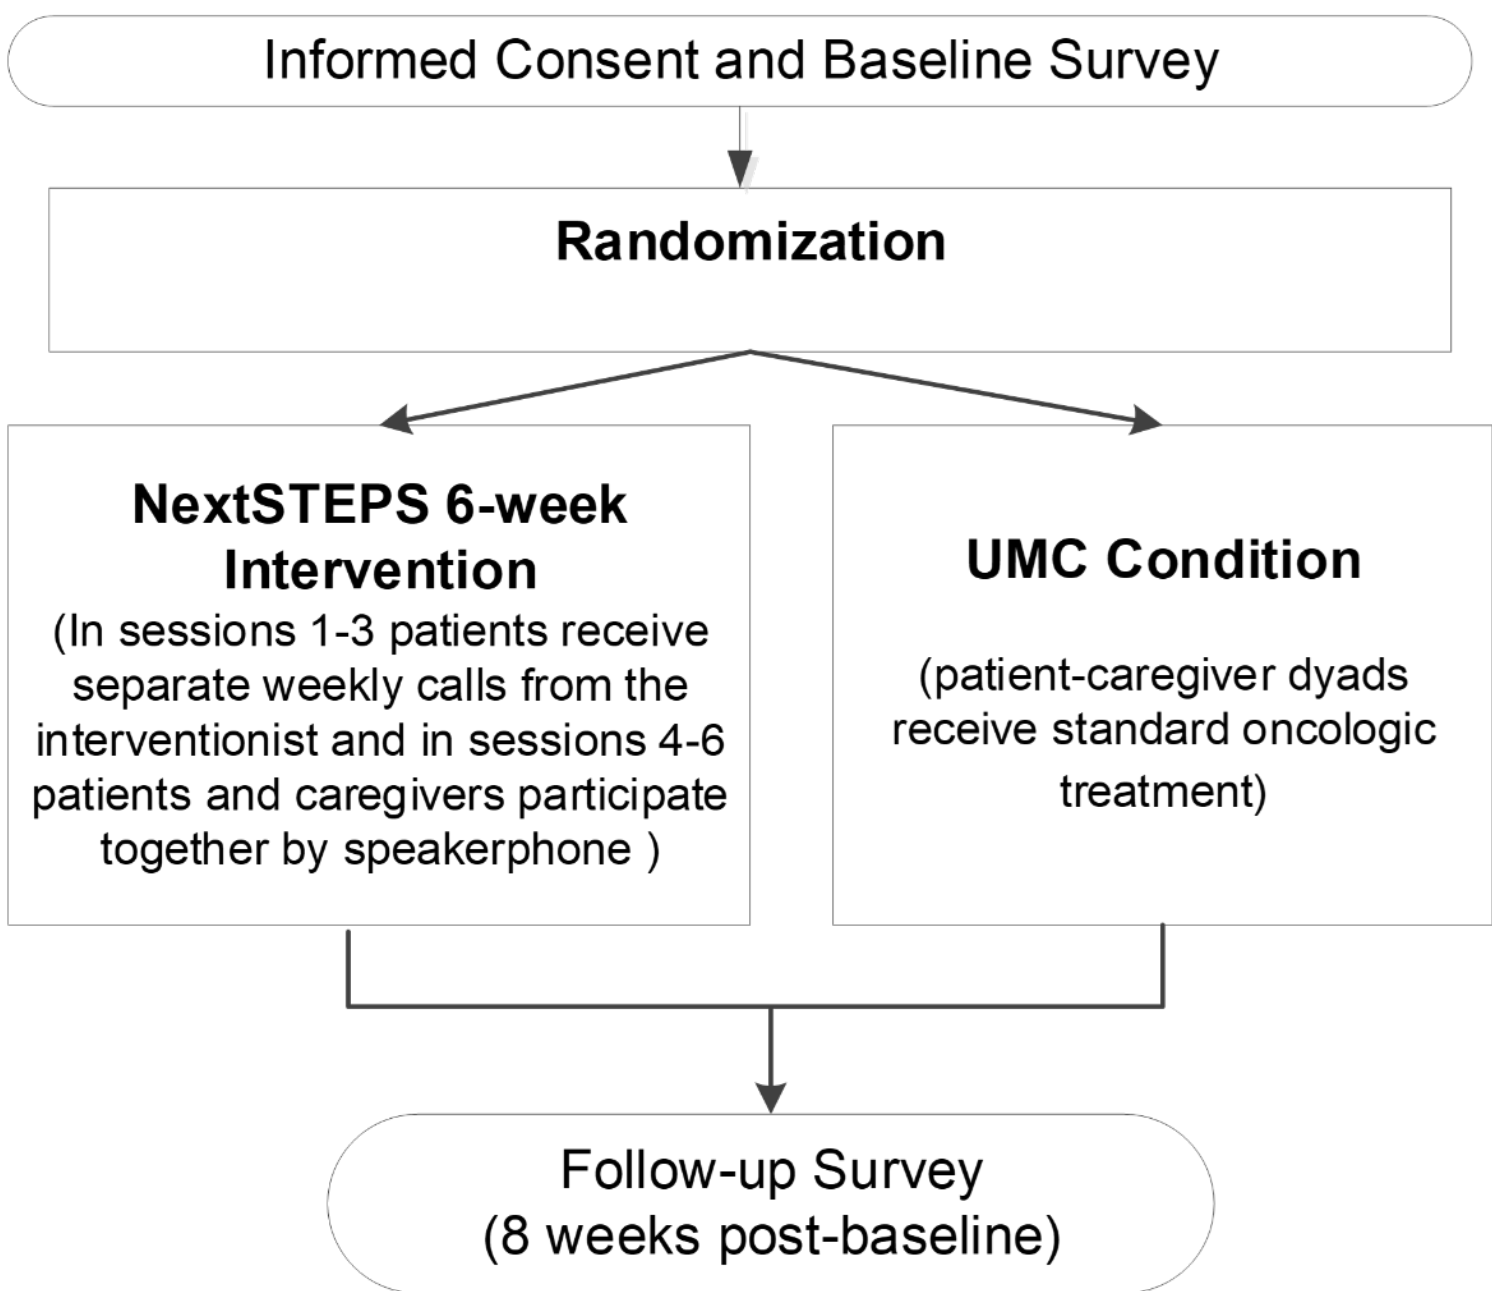 Informed Consent and Baseline Survey
Randomization
NextSTEPS 6-week
Intervention
(In sessions 1-3 patients receive
separate weekly calls from the
interventionist and in sessions 4-6
patients and caregivers participate
together by speakerphone )
UMC Condition
(patient-caregiver dyads
receive standard oncologic
treatment)
Follow-up Survey
(8 weeks post-baseline)